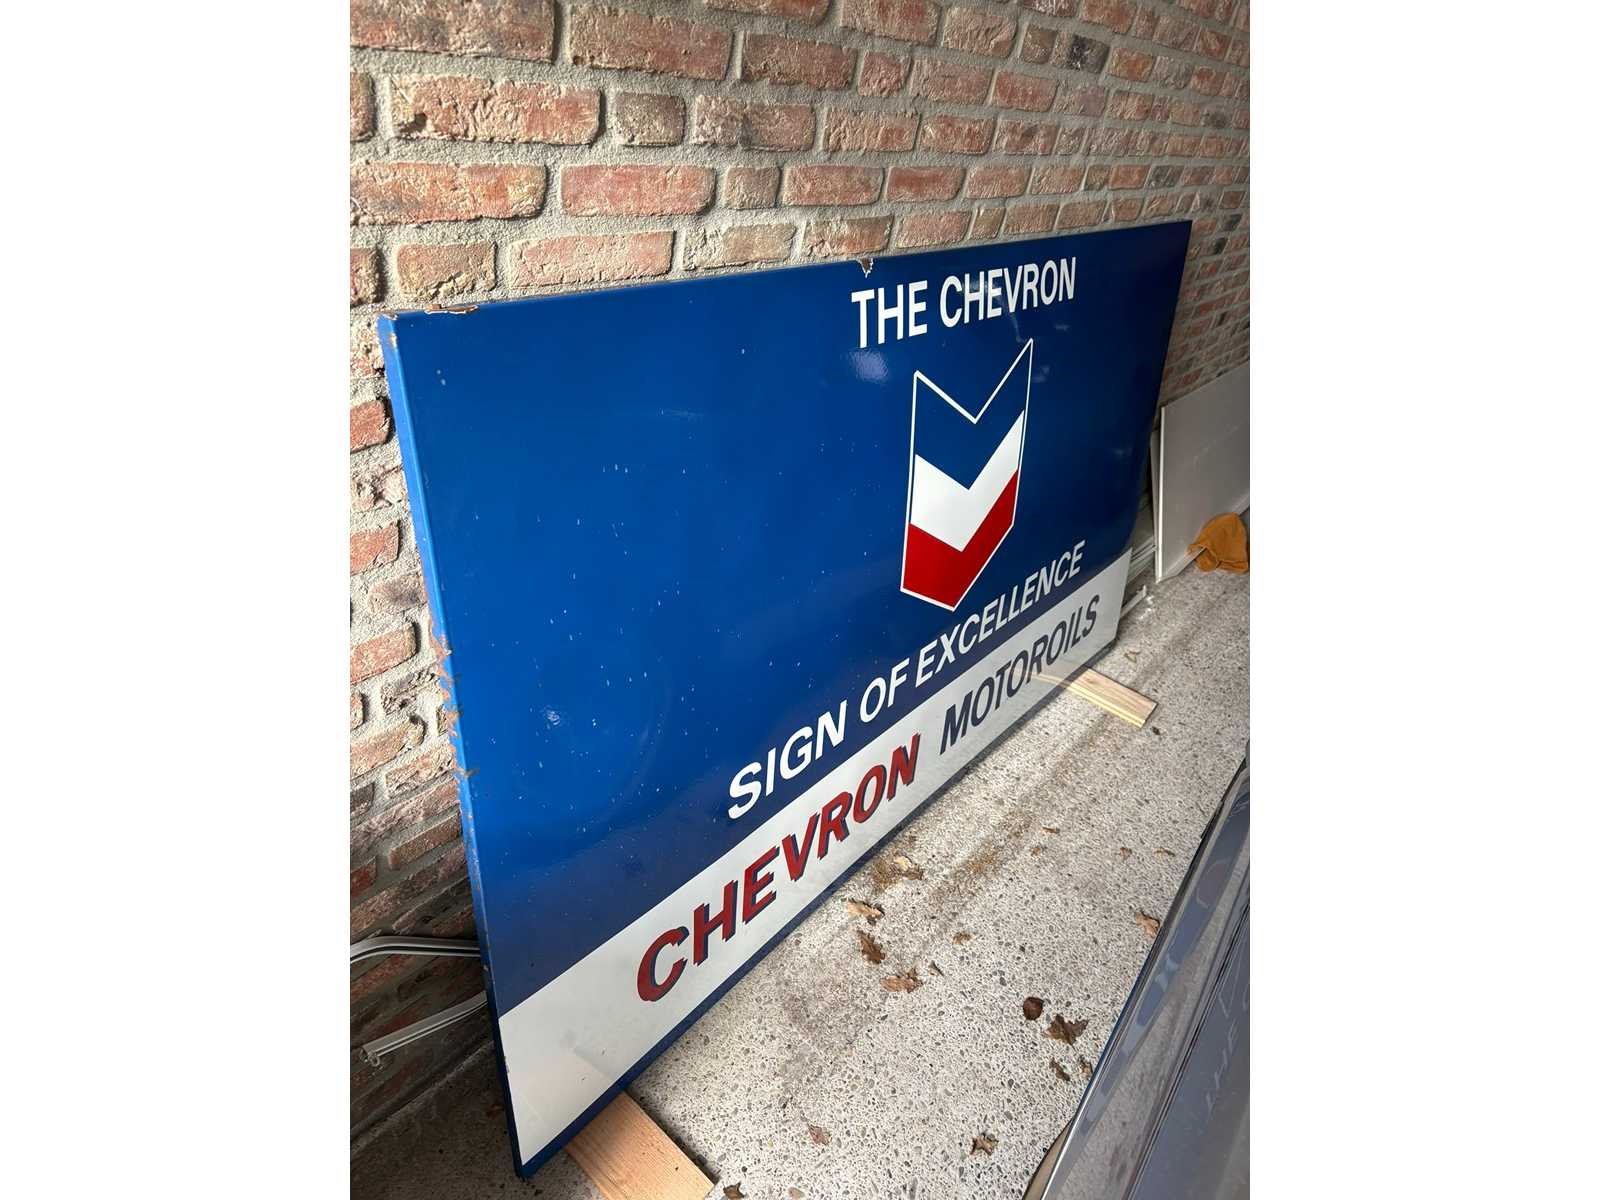 THE CHEVRON
SIGN OF EXCELLENCE
CHEVRON MOTOROILS